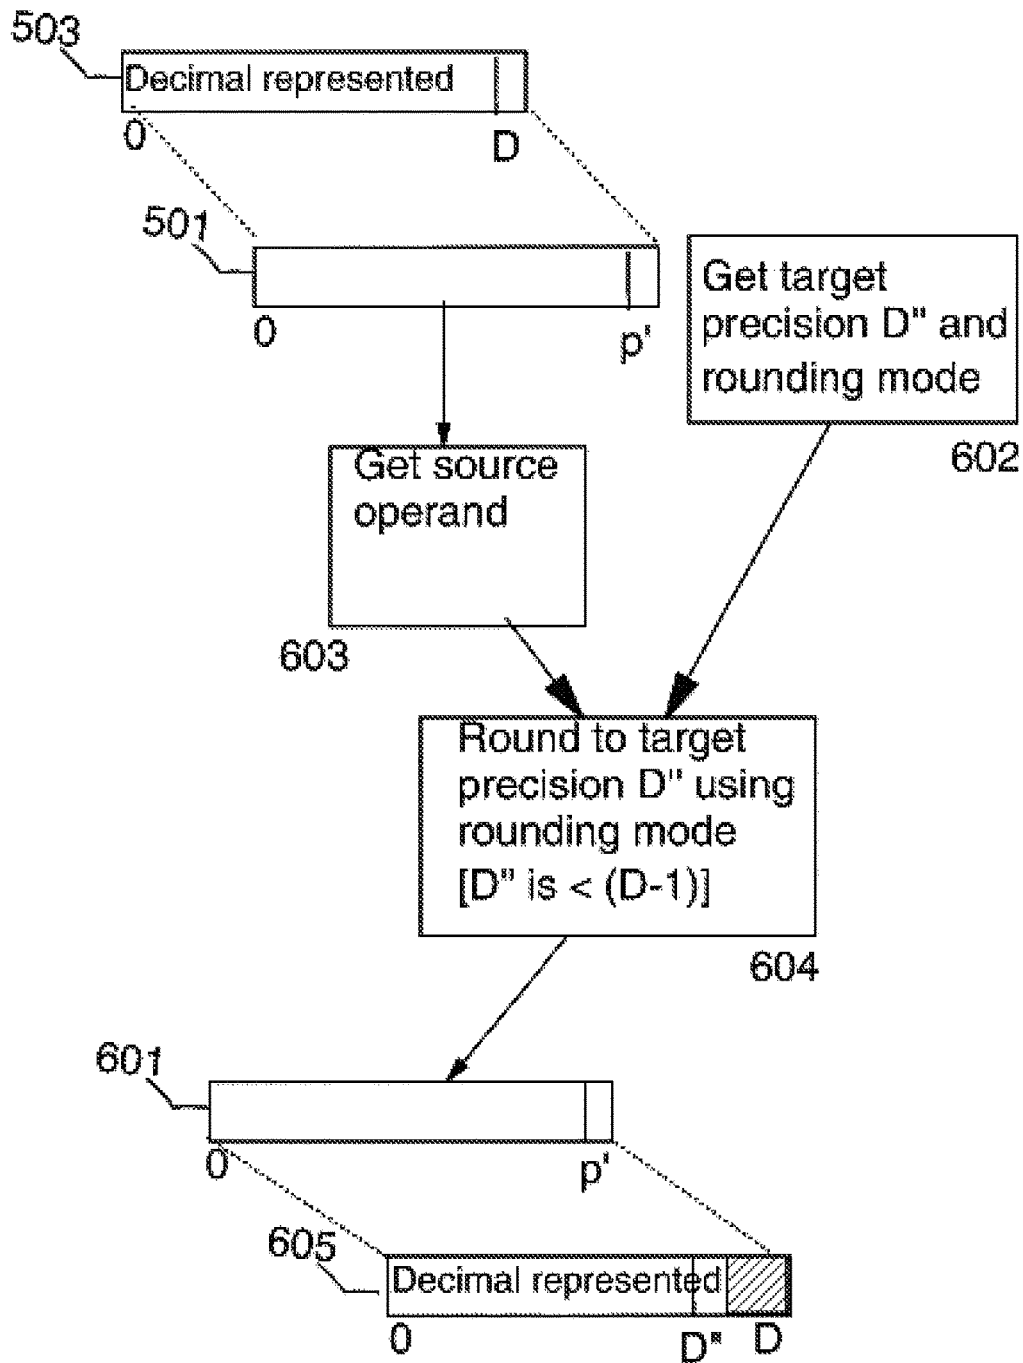 503
Decimal represented
0
D
501
0
p'
Get target
precision D" and
rounding mode
602
Get source
operand
603
Round to target
precision D" using
rounding mode
[D" is < (D-1)]
604
601
0
p'
605
Decimal represented
0
D"
D